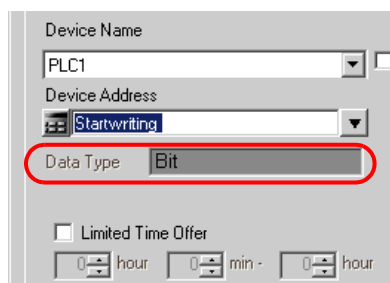 Device Name
PLC1
Device Address
Startwriting
Data Type Bit
Limited Time Offer
0 hour 0 min - 0 hour